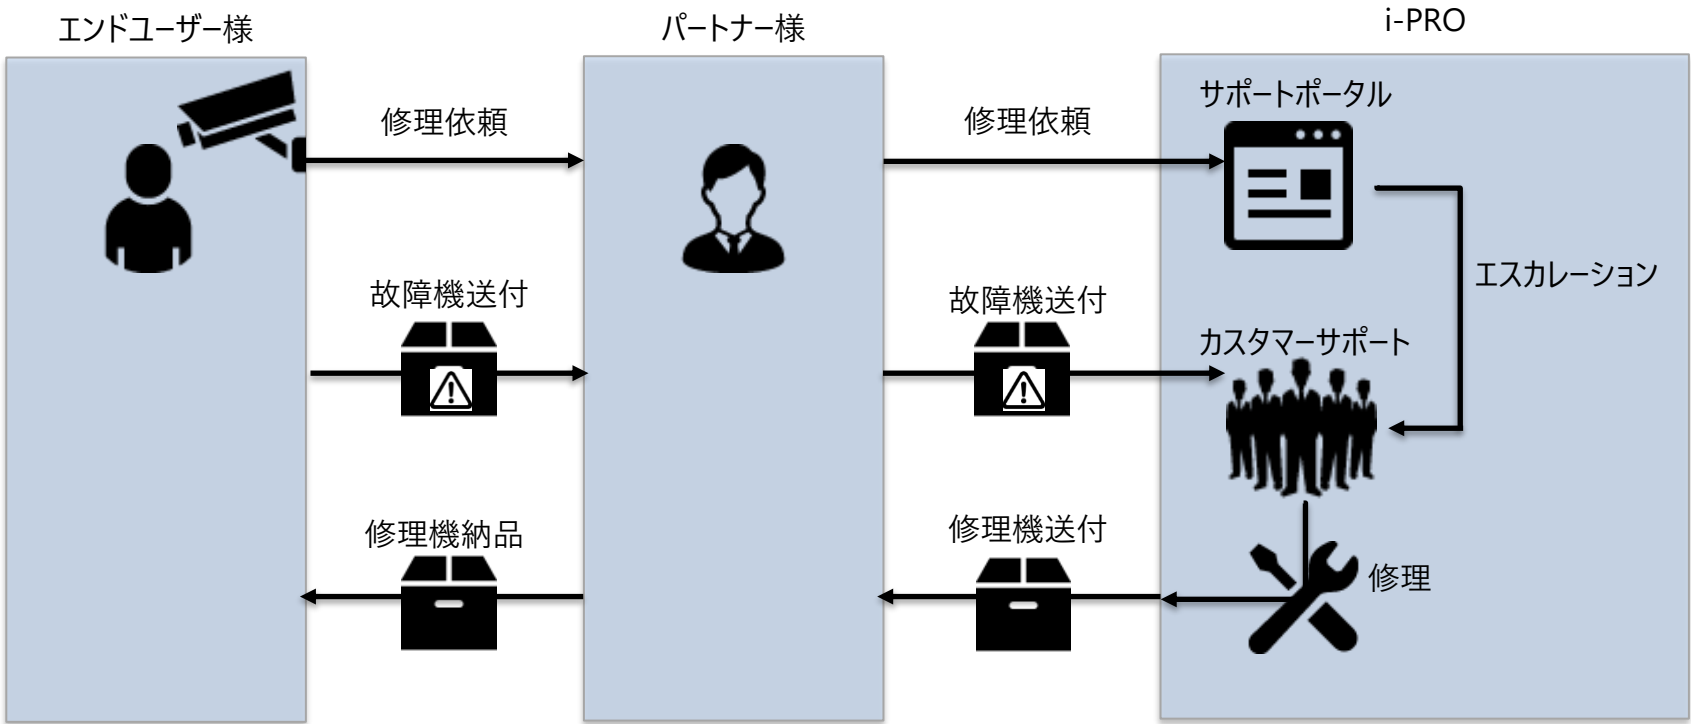 エンドユーザー様
パートナー様
i-PRO
修理依頼
修理依頼
サポートポータル
エスカレーション
故障機送付
故障機送付
カスタマーサポート
修理機納品
修理機送付
修理